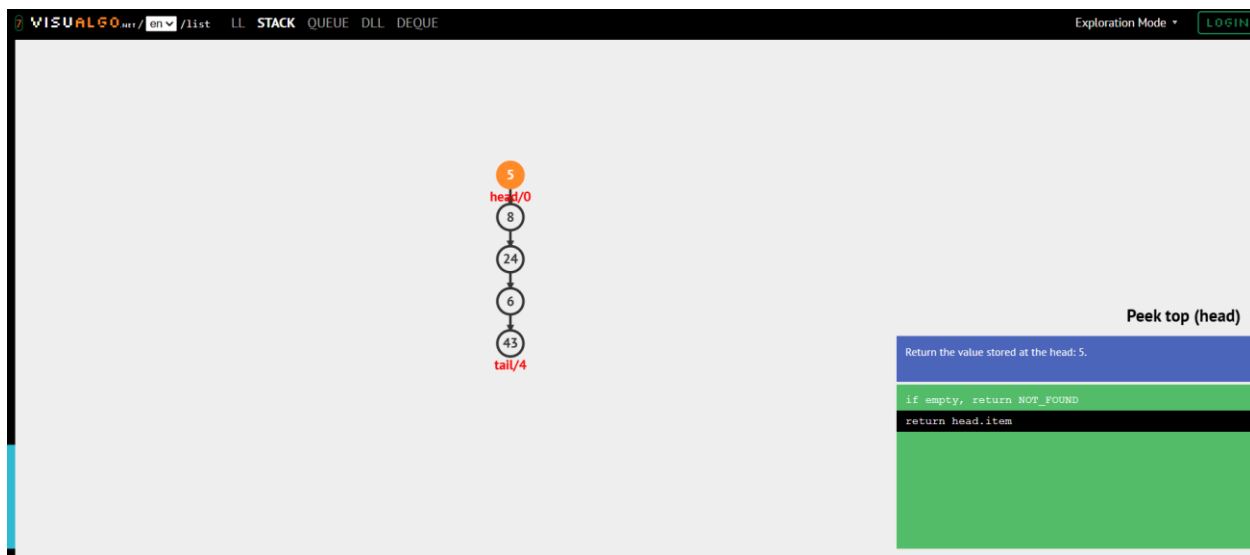 7 VISUALGO.NET/ en /list LL STACK QUEUE DLL DEQUE Exploration Mode LOGIN
5
head/0
8
24
6
43
tail/4
Peek top (head)
Return the value stored at the head: 5.
if empty, return NOT_FOUND
return head.item